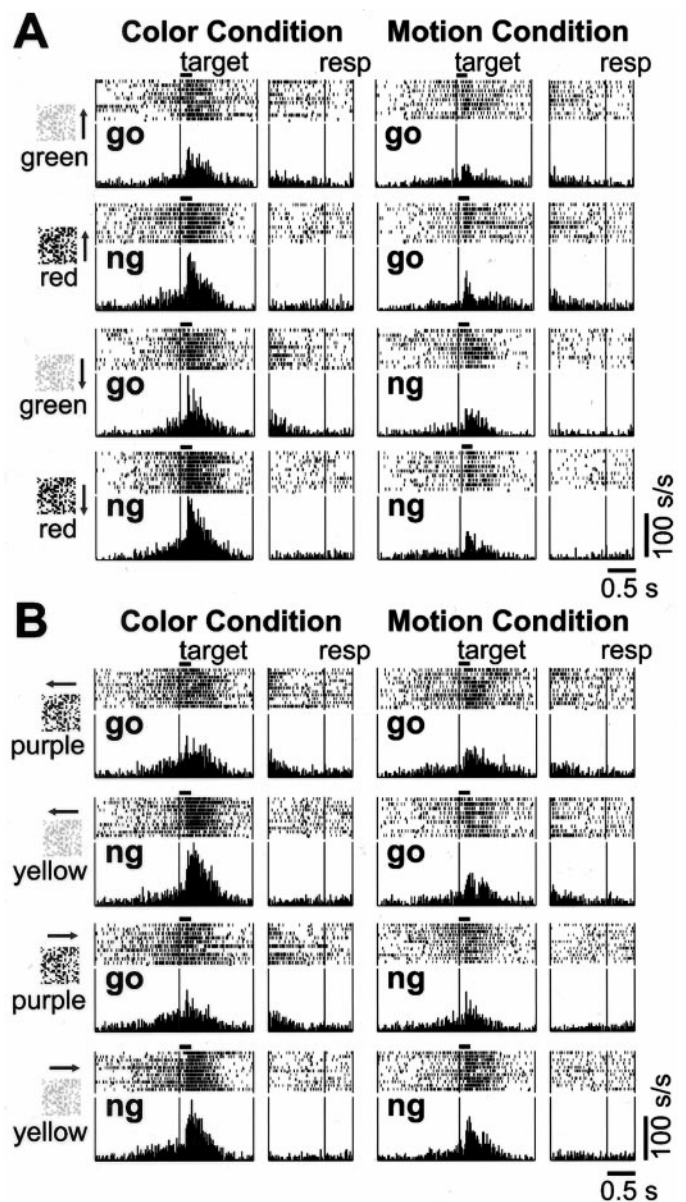 A
Color Condition Motion Condition
target resp target resp
green
go go
red
ng go
green
go ng
red
ng ng
100 s/s
0.5 s
B
Color Condition Motion Condition
target resp target resp
purple
go go
yellow
ng go
purple
go ng
yellow
ng ng
100 s/s
0.5 s